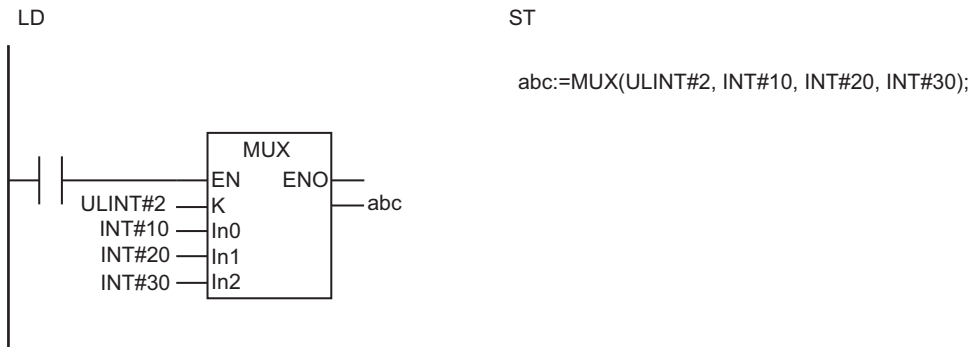 LD
ST
abc:=MUX(ULINT#2, INT#10, INT#20, INT#30);
MUX
EN ENO
ULINT#2 K abc
INT#10 In0
INT#20 In1
INT#30 In2